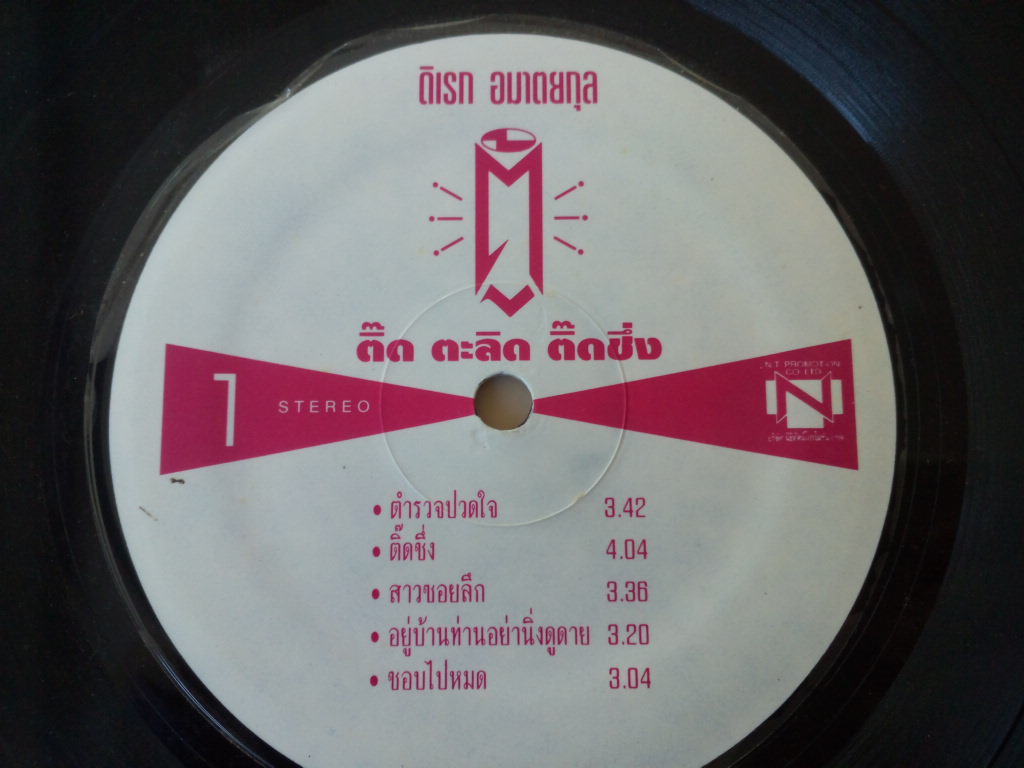 ดิเรก อมาตยกุล
ติ๊ด ตะลิด ติ๊ดชึ่ง
1 STEREO
N.T PROMOTION
CO LTD
N
• ตำรวจปวดใจ 3.42
• ติ๊ดชึ่ง 4.04
• สาวซอยลึก 3.36
• อยู่บ้านท่านอย่านิ่งดูดาย 3.20
• ชอบไปหมด 3.04